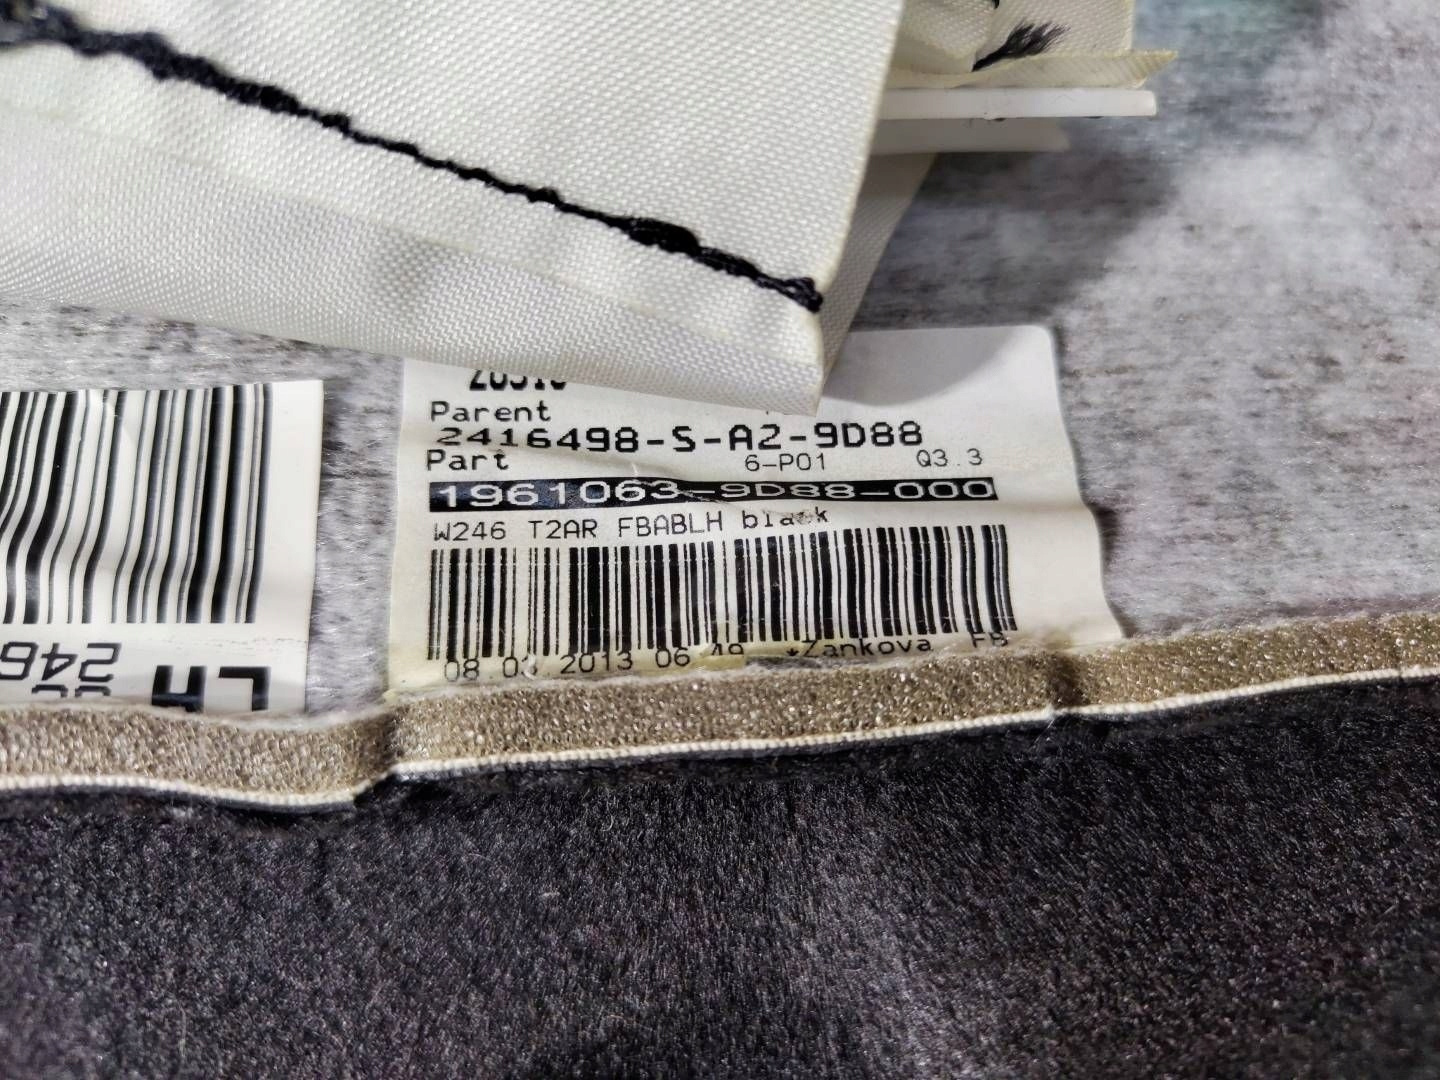 Parent
2416498-S-A2-9D88
Part 6-P01 Q3.3
1961063-9D88-000
W246 T2AR FBABLH black
2013 06 *Zankova FB
LH
246